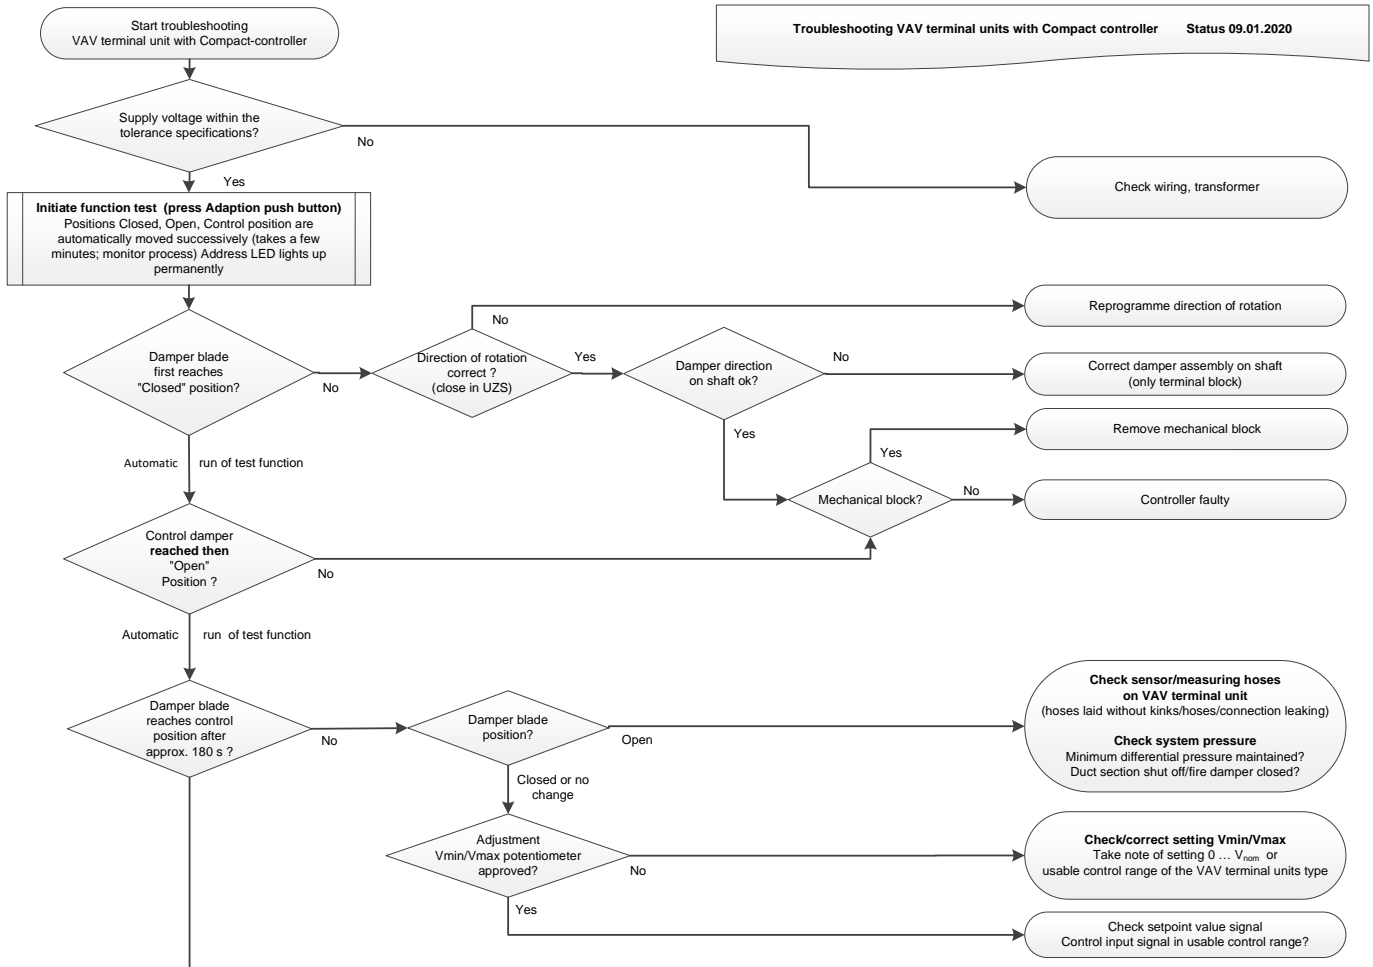 Start troubleshooting
VAV terminal unit with Compact-controller
Troubleshooting VAV terminal units with Compact controller Status 09.01.2020
Supply voltage within the
tolerance specifications?
No
Yes
Check wiring, transformer
Initiate function test (press Adaption push button)
Positions Closed, Open, Control position are
automatically moved successively (takes a few
minutes; monitor process) Address LED lights up
permanently
Reprogramme direction of rotation
No
Damper blade
first reaches
"Closed" position?
No
Direction of rotation
correct ?
(close in UZS)
Yes
Damper direction
on shaft ok?
No
Correct damper assembly on shaft
(only terminal block)
Yes
Remove mechanical block
Yes
Automatic run of test function
Mechanical block?
No
Controller faulty
Control damper
reached then
"Open"
Position ?
No
Automatic run of test function
Damper blade
reaches control
position after
approx. 180 s ?
No
Damper blade
position?
Open
Check sensor/measuring hoses
on VAV terminal unit
(hoses laid without kinks/hoses/connection leaking)
Check system pressure
Minimum differential pressure maintained?
Duct section shut off/fire damper closed?
Closed or no
change
Adjustment
Vmin/Vmax potentiometer
approved?
No
Check/correct setting Vmin/Vmax
Take note of setting 0 … Vnom or
usable control range of the VAV terminal units type
Yes
Check setpoint value signal
Control input signal in usable control range?